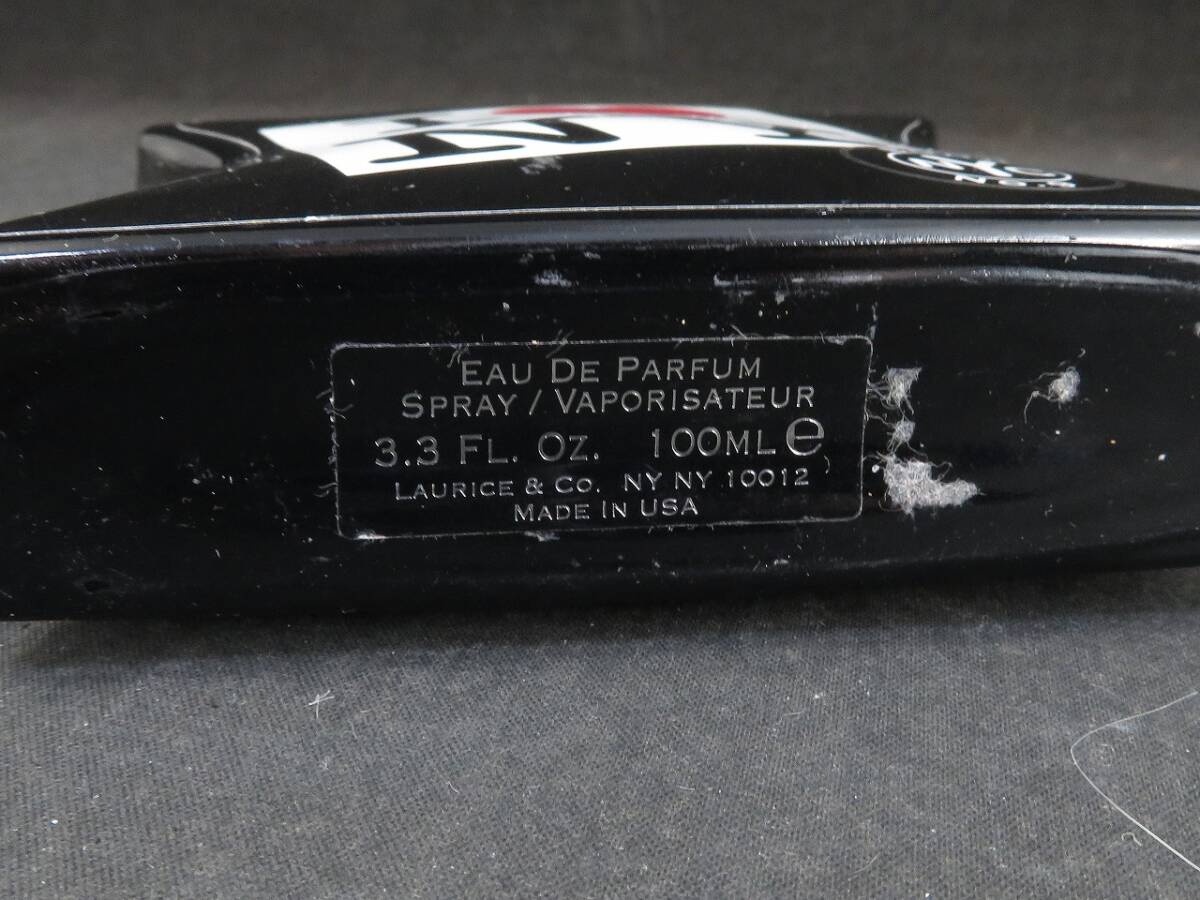 EAU DE PARFUM
SPRAY / VAPORISATEUR
3.3 FL. OZ. 100ML e
LAURICE & CO. NY NY 10012
MADE IN USA